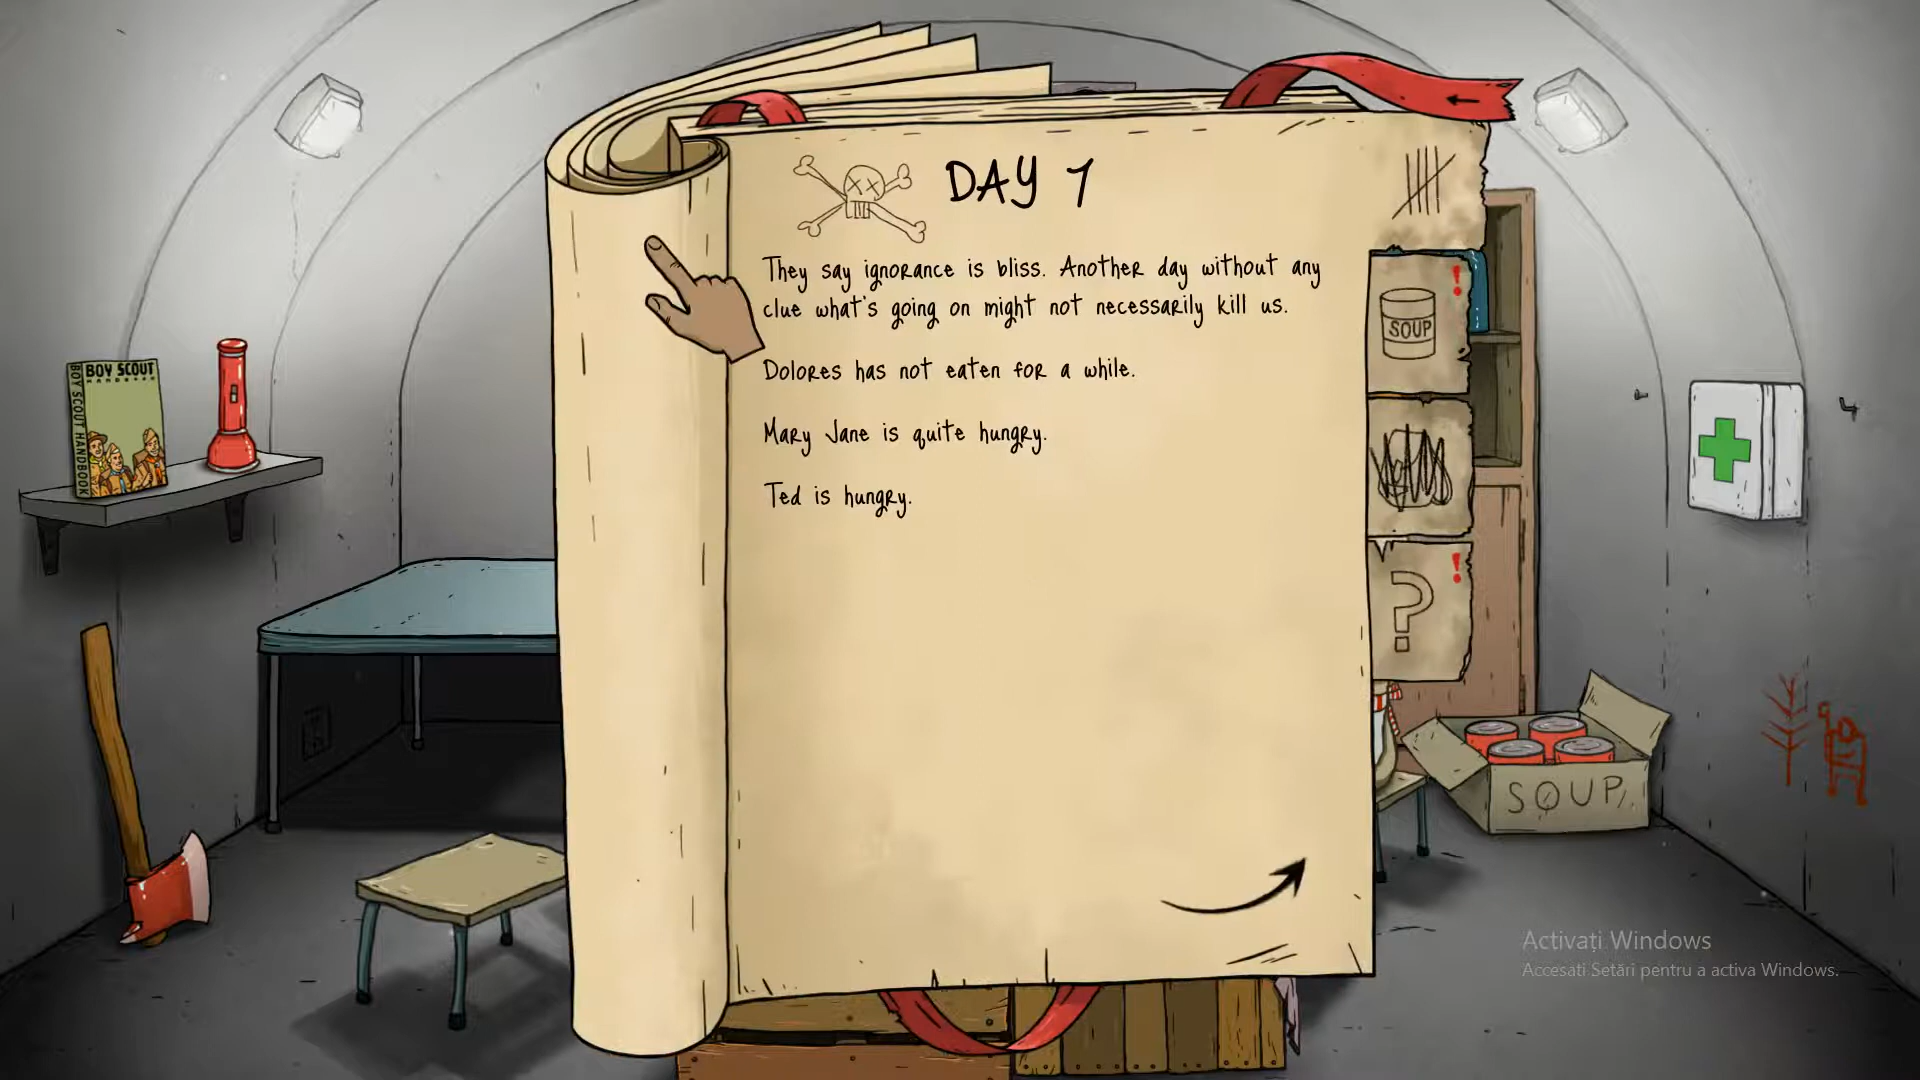 DAY 7
They say ignorance is bliss. Another day without any
clue what's going on might not necessarily kill us.
Dolores has not eaten for a while.
Mary Jane is quite hungry.
Ted is hungry.
BOY SCOUT
HANDBOOK
BOY SCOUT HANDBOOK
SOUP
!
!
?
SOUP
Activați Windows
Accesați Setări pentru a activa Windows.